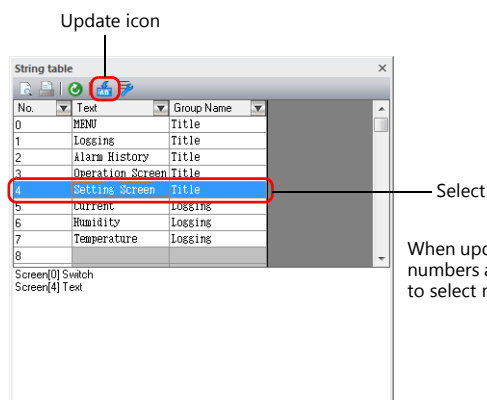 Update icon
String table
No. Text Group Name
0 MENU Title
1 Logging Title
2 Alarm History Title
3 Operation Screen Title
4 Setting Screen Title
5 Current Logging
6 Humidity Logging
7 Temperature Logging
8
Screen[0] Switch
Screen[4] Text
Select
When upd
numbers a
to select m